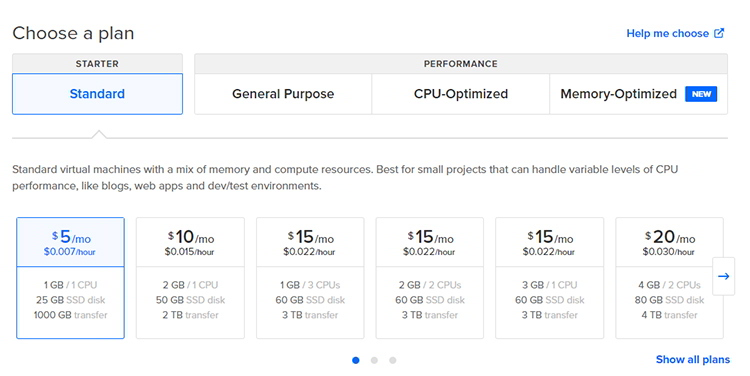 Choose a plan
Help me choose
STARTER
PERFORMANCE
Standard
General Purpose
CPU-Optimized
Memory-Optimized NEW
Standard virtual machines with a mix of memory and compute resources. Best for small projects that can handle variable levels of CPU
performance, like blogs, web apps and dev/test environments.
$5/mo
$0.007/hour
1 GB / 1 CPU
25 GB SSD disk
1000 GB transfer
$10/mo
$0.015/hour
2 GB / 1 CPU
50 GB SSD disk
2 TB transfer
$15/mo
$0.022/hour
1 GB / 3 CPUs
60 GB SSD disk
3 TB transfer
$15/mo
$0.022/hour
2 GB / 2 CPUs
60 GB SSD disk
3 TB transfer
$15/mo
$0.022/hour
3 GB / 1 CPU
60 GB SSD disk
3 TB transfer
$20/mo
$0.030/hour
4 GB / 2 CPUs
80 GB SSD disk
4 TB transfer
Show all plans